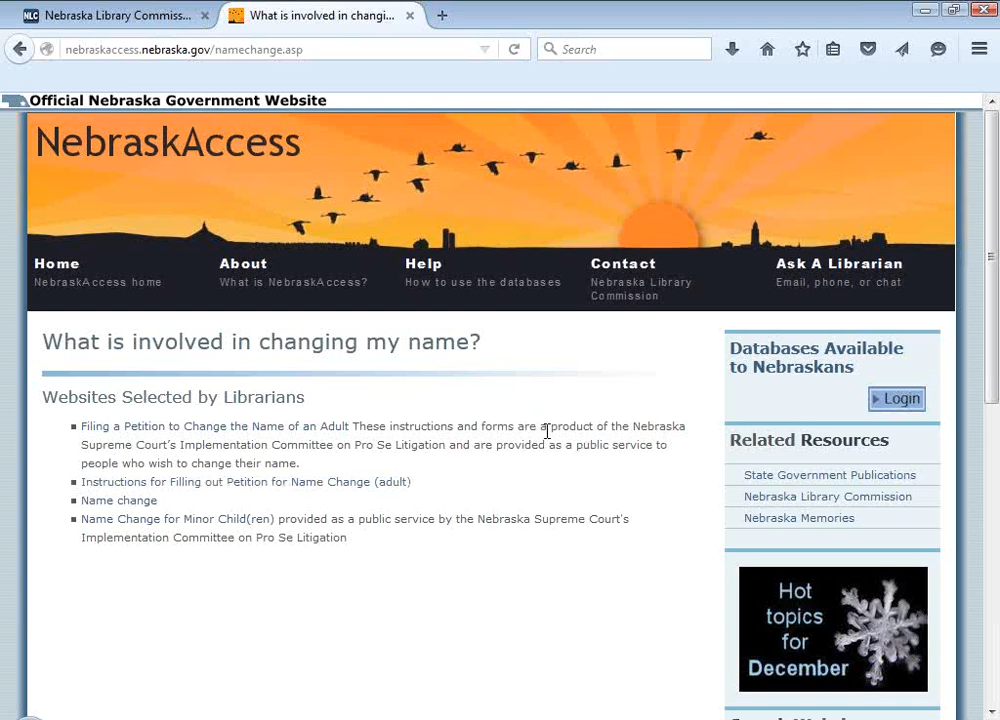 NLC Nebraska Library Commiss...
What is involved in changi...
nebraskaccess.nebraska.gov/namechange.asp
Search
Official Nebraska Government Website
NebraskAccess
Home
NebraskAccess home
About
What is NebraskAccess?
Help
How to use the databases
Contact
Nebraska Library
Commission
Ask A Librarian
Email, phone, or chat
What is involved in changing my name?
Websites Selected by Librarians
Filing a Petition to Change the Name of an Adult These instructions and forms are a product of the Nebraska
Supreme Court's Implementation Committee on Pro Se Litigation and are provided as a public service to
people who wish to change their name.
Instructions for Filling out Petition for Name Change (adult)
Name change
Name Change for Minor Child(ren) provided as a public service by the Nebraska Supreme Court's
Implementation Committee on Pro Se Litigation
Databases Available
to Nebraskans
Login
Related Resources
State Government Publications
Nebraska Library Commission
Nebraska Memories
Hot
topics
for
December